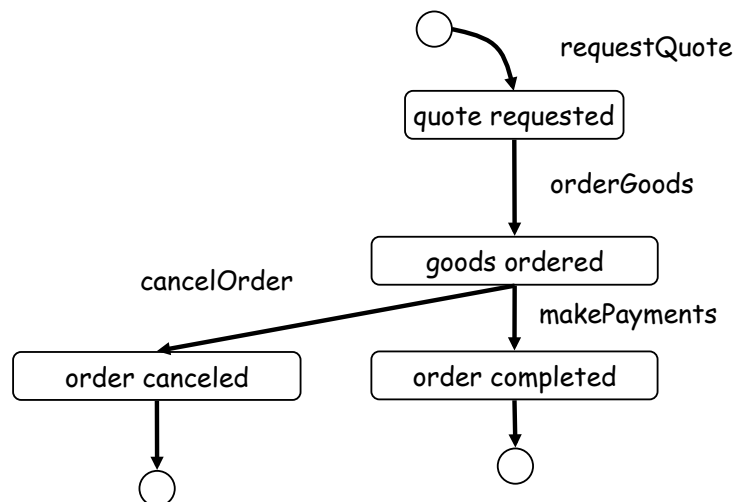 requestQuote
quote requested
orderGoods
goods ordered
cancelOrder
makePayments
order canceled
order completed